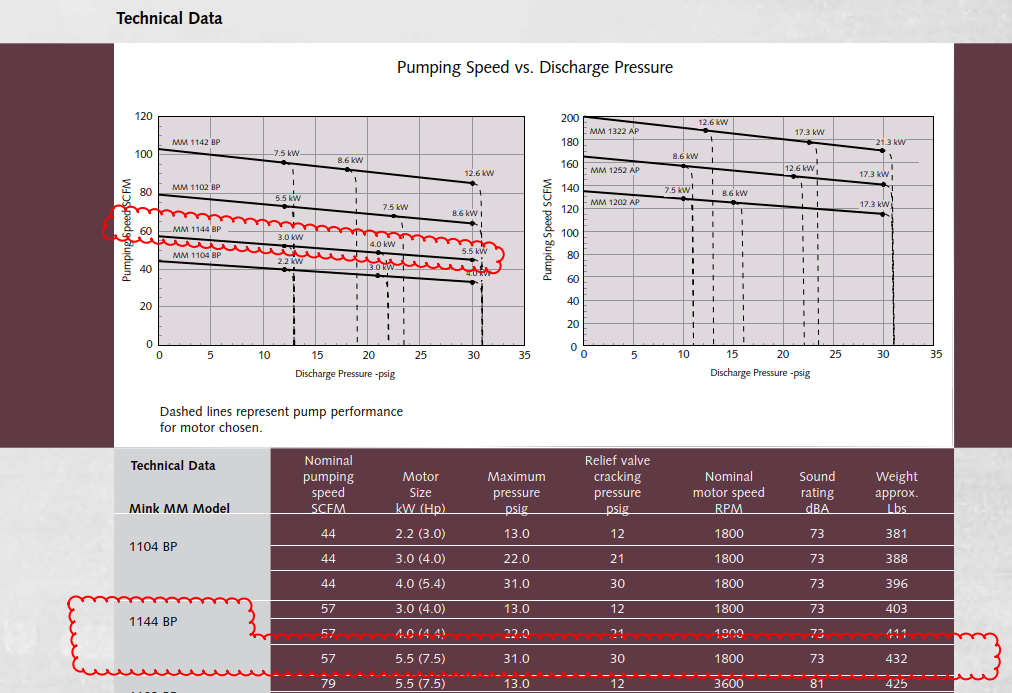 Technical Data
Pumping Speed vs. Discharge Pressure
120
100
80
60
40
20
0
Pumping Speed SCFM
MM 1142 BP
7.5 kW
8.6 kW
12.6 kW
MM 1102 BP
5.5 kW
7.5 kW
8.6 kW
MM 1144 BP
3.0 kW
4.0 kW
5.5 kW
MM 1104 BP
2.2 kW
3.0 kW
4.0 kW
0 5 10 15 20 25 30 35
Discharge Pressure -psig
200
180
160
140
120
100
80
60
40
20
0
Pumping Speed SCFM
MM 1322 AP
12.6 kW
17.3 kW
21.3 kW
MM 1252 AP
8.6 kW
12.6 kW
17.3 kW
MM 1202 AP
7.5 kW
8.6 kW
17.3 kW
0 5 10 15 20 25 30 35
Discharge Pressure -psig
Dashed lines represent pump performance
for motor chosen.
Technical Data
Mink MM Model
Nominal
pumping
speed
SCFM
Motor
Size
kW (Hp)
Maximum
pressure
psig
Relief valve
cracking
pressure
psig
Nominal
motor speed
RPM
Sound
rating
dBA
Weight
approx.
Lbs
1104 BP
44 2.2 (3.0) 13.0 12 1800 73 381
44 3.0 (4.0) 22.0 21 1800 73 388
44 4.0 (5.4) 31.0 30 1800 73 396
1144 BP
57 3.0 (4.0) 13.0 12 1800 73 403
57 4.0 (4.4) 22.0 21 1800 73 411
57 5.5 (7.5) 31.0 30 1800 73 432
79 5.5 (7.5) 13.0 12 3600 81 425